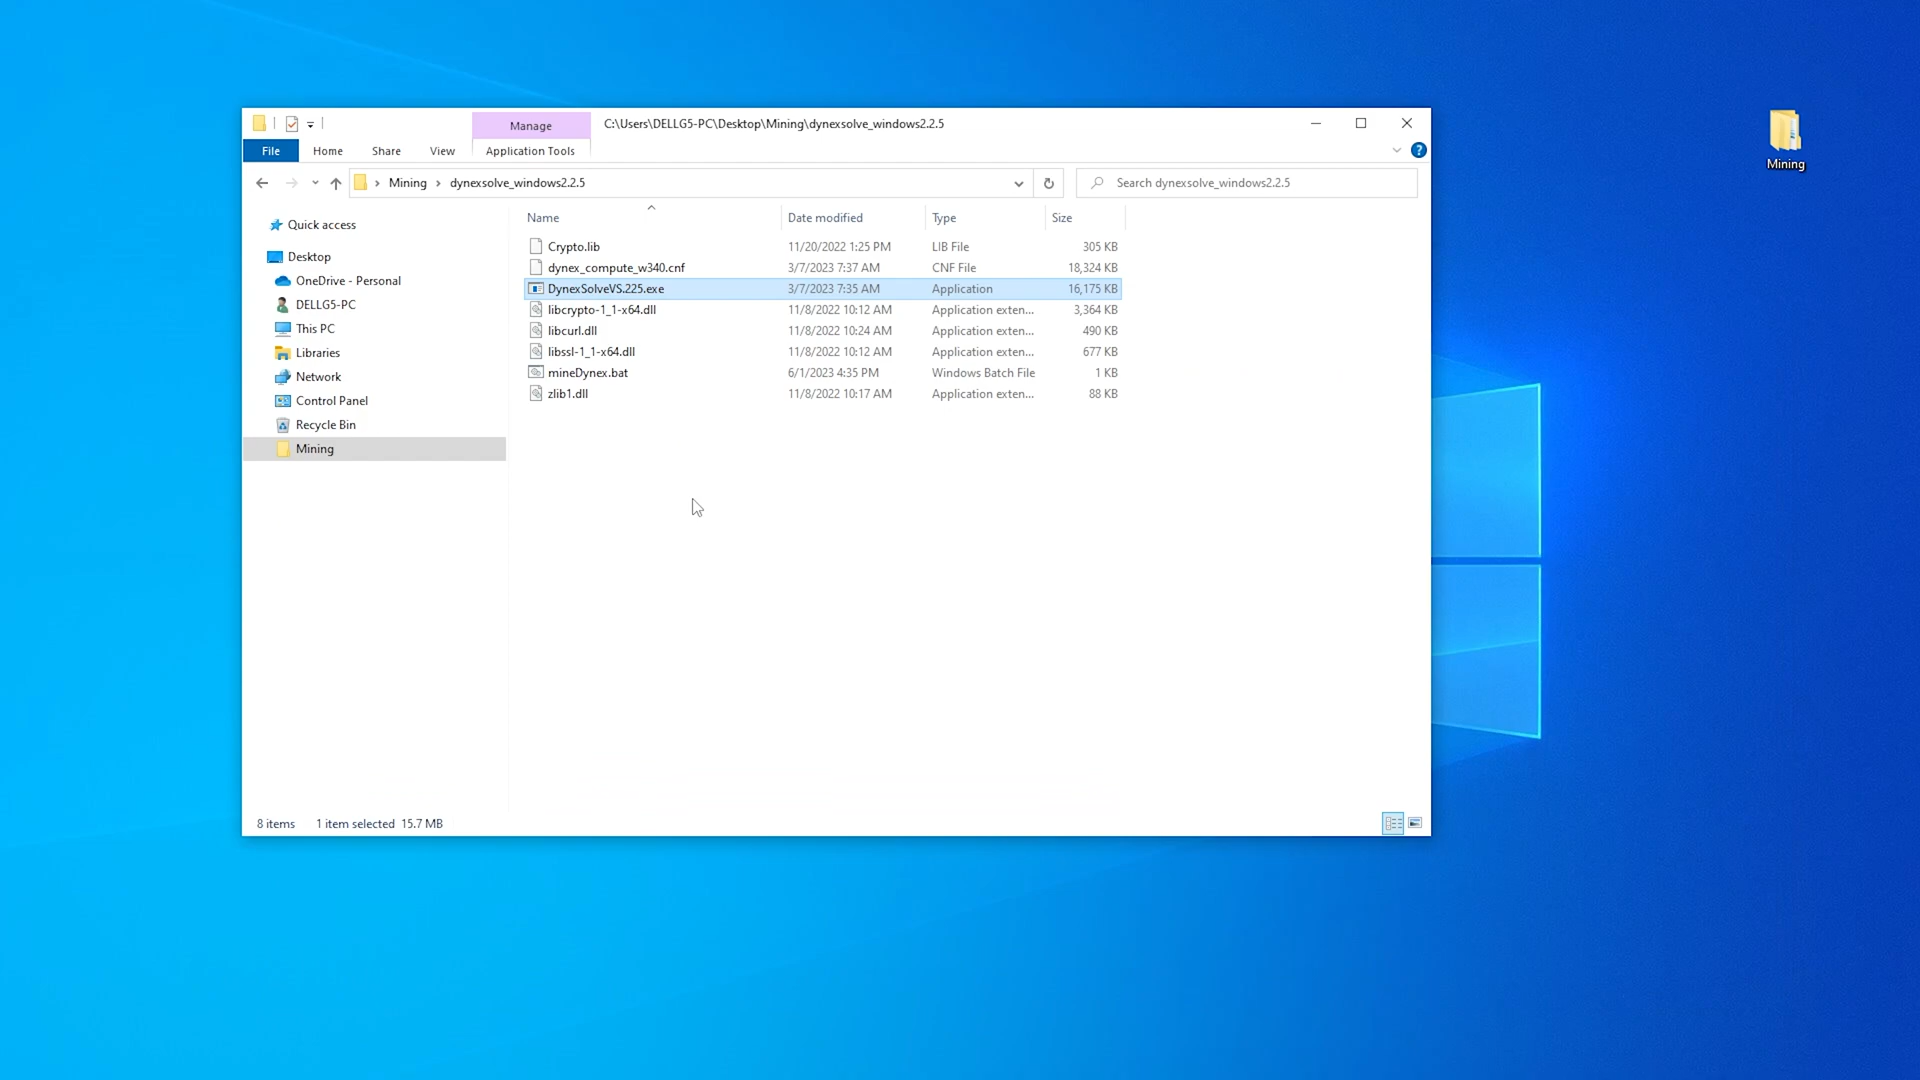 Manage
C:\Users\DELLG5-PC\Desktop\Mining\dynexsolve_windows2.2.5
File
Home
Share
View
Application Tools
?
Mining
Mining
dynexsolve_windows2.2.5
Search dynexsolve_windows2.2.5
Name
Date modified
Type
Size
Quick access
Desktop
OneDrive - Personal
DELLG5-PC
This PC
Libraries
Network
Control Panel
Recycle Bin
Mining
Crypto.lib 11/20/2022 1:25 PM LIB File 305 KB
dynex_compute_w340.cnf 3/7/2023 7:37 AM CNF File 18,324 KB
DynexSolveVS.225.exe 3/7/2023 7:35 AM Application 16,175 KB
libcrypto-1_1-x64.dll 11/8/2022 10:12 AM Application exten... 3,364 KB
libcurl.dll 11/8/2022 10:24 AM Application exten... 490 KB
libssl-1_1-x64.dll 11/8/2022 10:12 AM Application exten... 677 KB
mineDynex.bat 6/1/2023 4:35 PM Windows Batch File 1 KB
zlib1.dll 11/8/2022 10:17 AM Application exten... 88 KB
8 items 1 item selected 15.7 MB